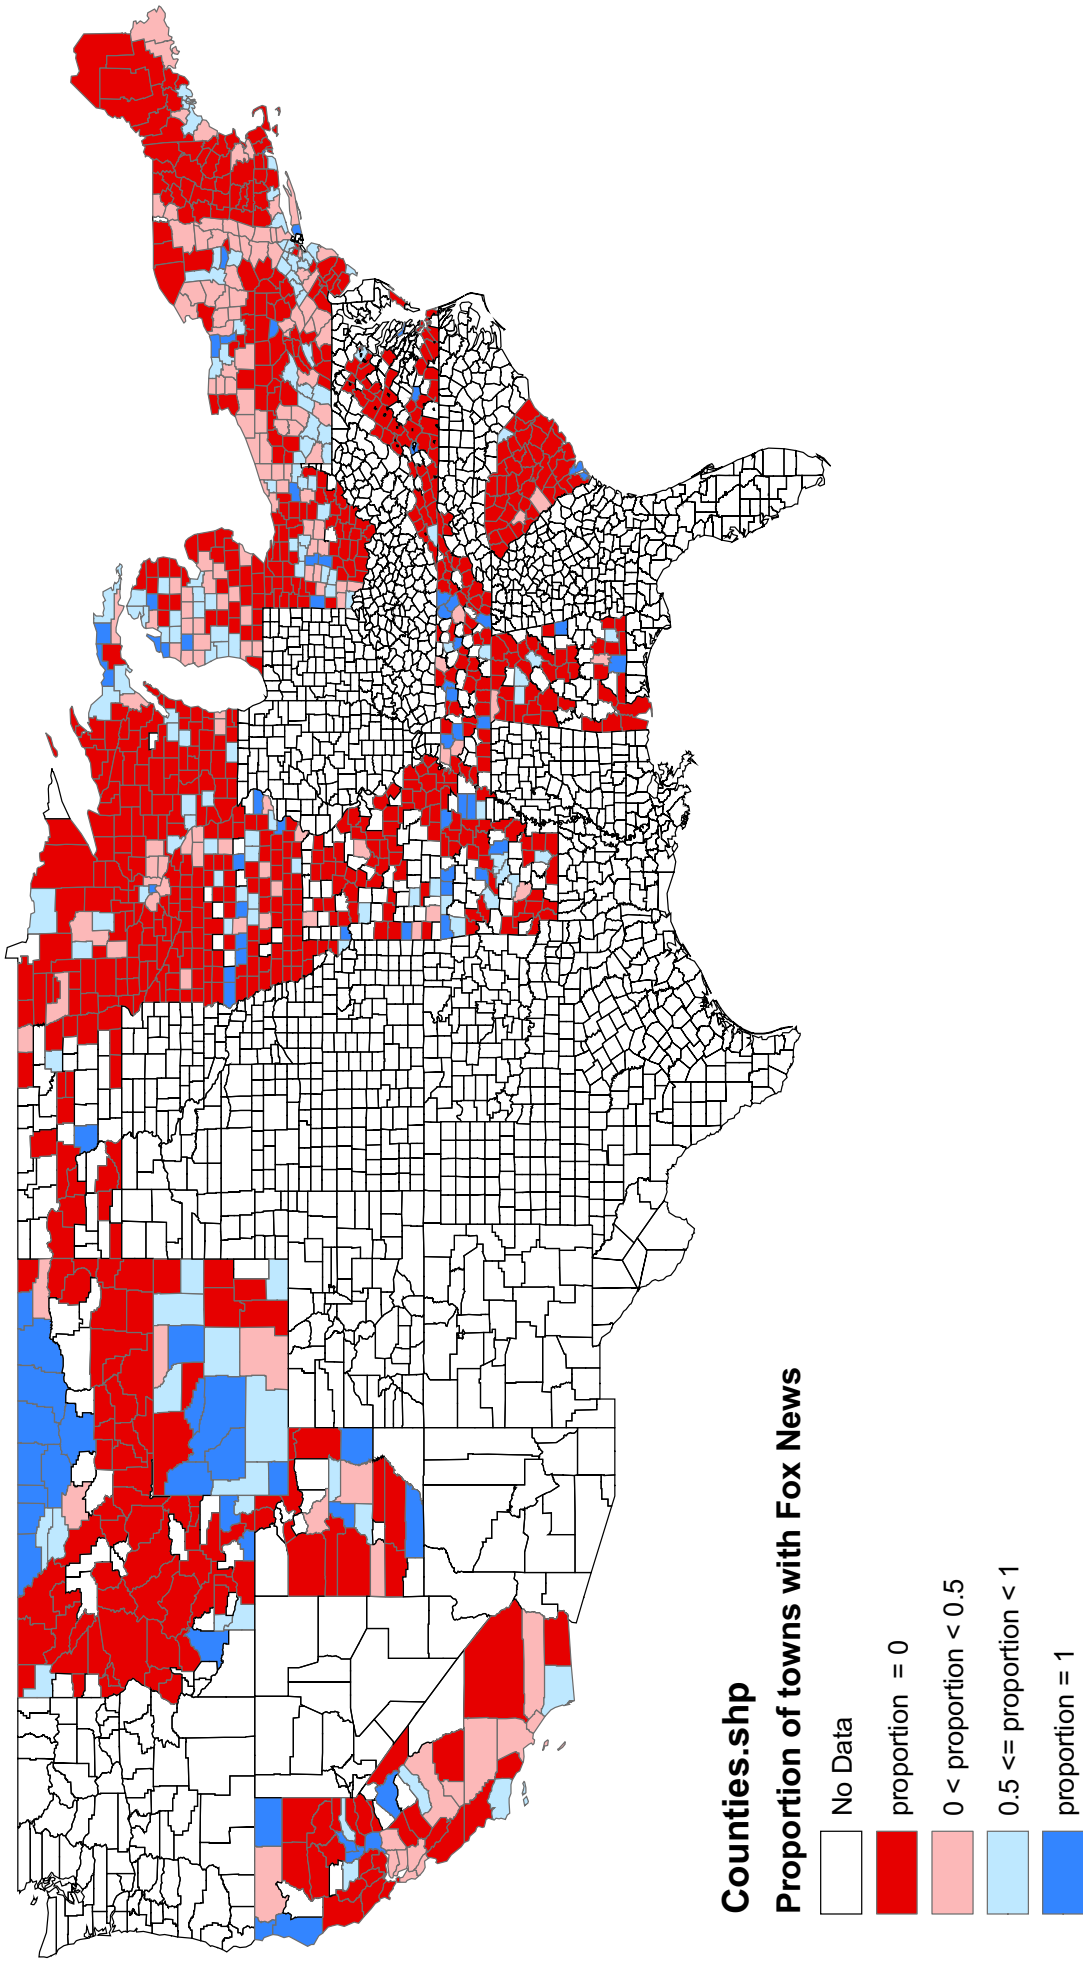 Counties.shp
Proportion of towns with Fox News
No Data
proportion = 0
0 < proportion < 0.5
0.5 <= proportion < 1
proportion = 1